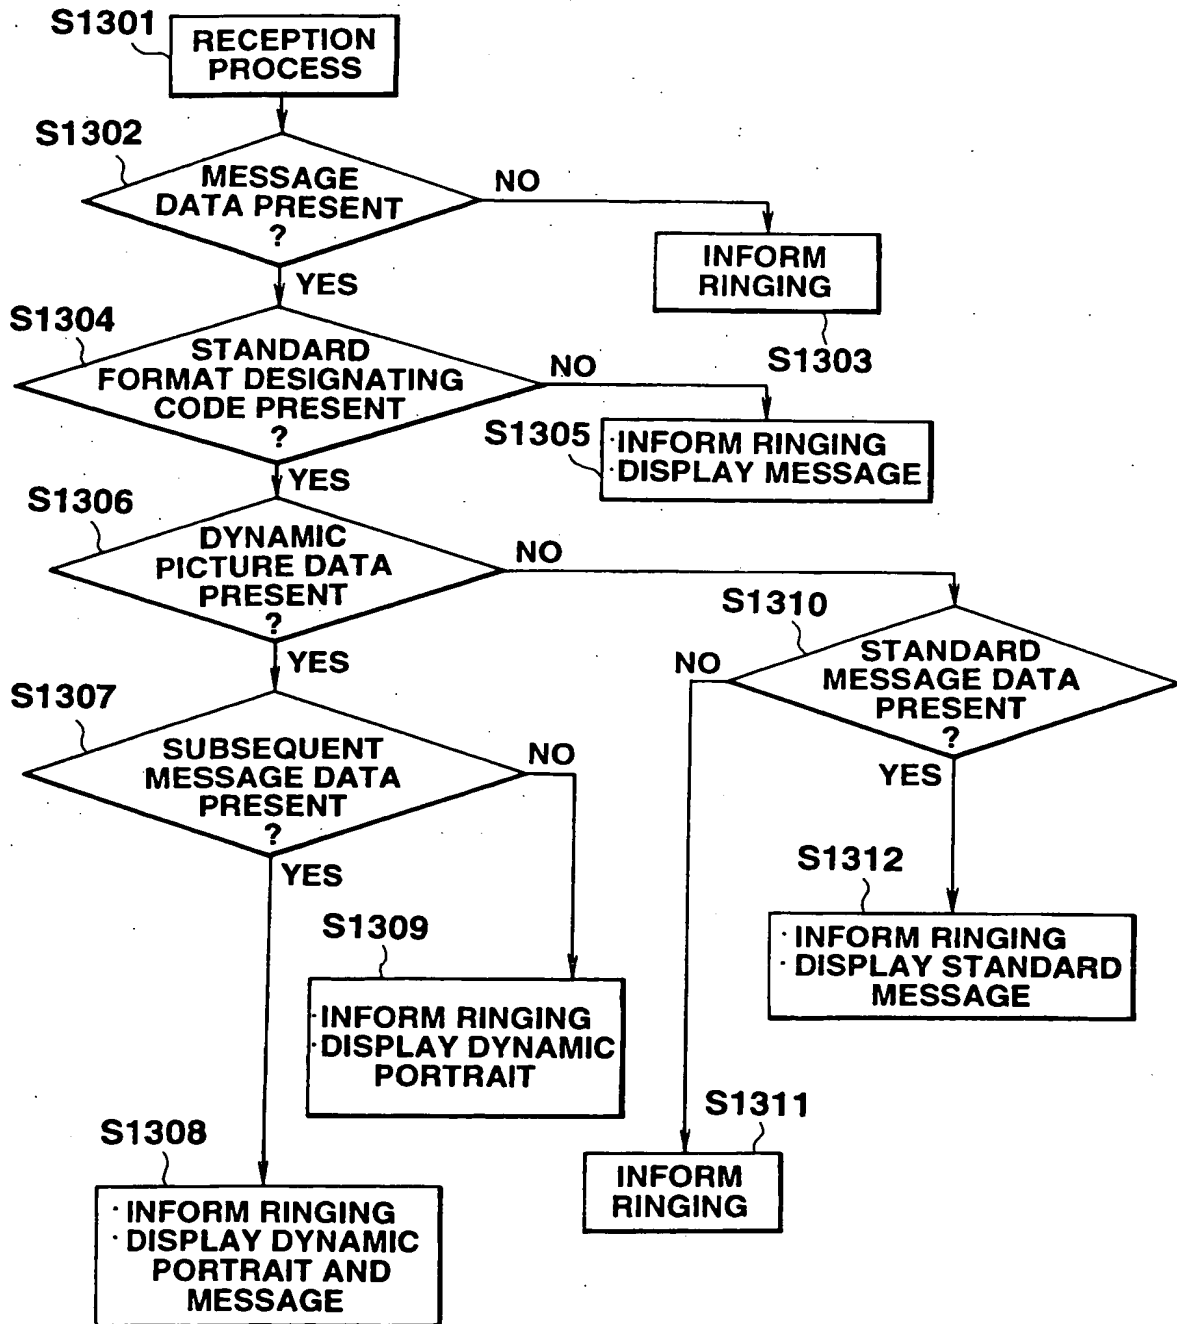 S1301
RECEPTION
PROCESS
S1302
MESSAGE
DATA PRESENT
?
NO
YES
INFORM
RINGING
S1303
S1304
STANDARD
FORMAT DESIGNATING
CODE PRESENT
?
NO
YES
S1305
·INFORM RINGING
·DISPLAY MESSAGE
S1306
DYNAMIC
PICTURE DATA
PRESENT
?
NO
YES
S1310
STANDARD
MESSAGE DATA
PRESENT
?
NO
YES
S1307
SUBSEQUENT
MESSAGE DATA
PRESENT
?
NO
YES
S1312
· INFORM RINGING
· DISPLAY STANDARD
MESSAGE
S1309
·INFORM RINGING
·DISPLAY DYNAMIC
PORTRAIT
S1311
INFORM
RINGING
S1308
· INFORM RINGING
· DISPLAY DYNAMIC
PORTRAIT AND
MESSAGE